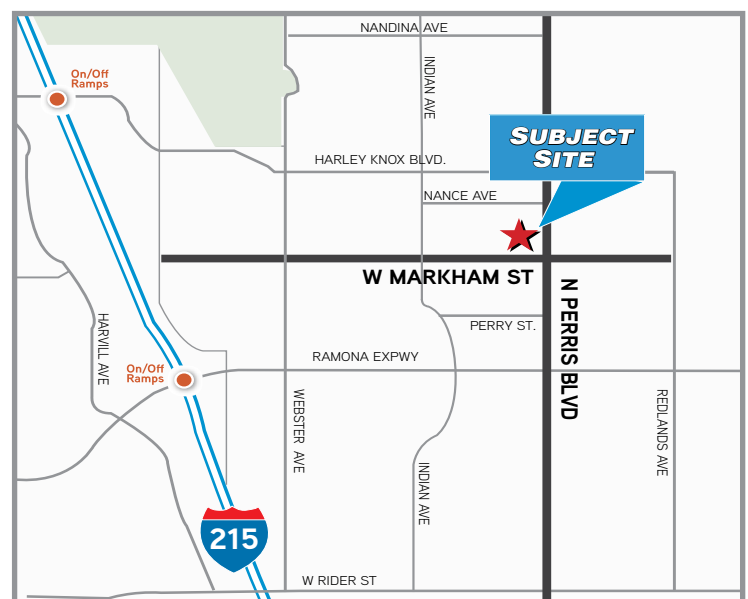 NANDINA AVE
On/Off
Ramps
INDIAN AVE
SUBJECT
SITE
HARLEY KNOX BLVD.
NANCE AVE
W MARKHAM ST
N PERRIS BLVD
HARVILL AVE
PERRY ST.
On/Off
Ramps
RAMONA EXPWY
WEBSTER AVE
REDLANDS AVE
INDIAN AVE
215
W RIDER ST